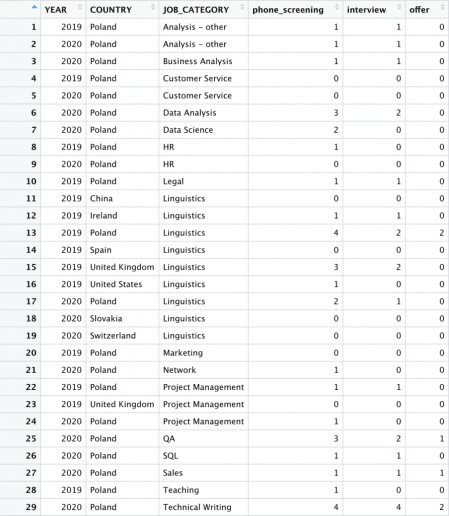 YEAR COUNTRY JOB_CATEGORY phone_screening interview offer
1 2019 Poland Analysis - other 1 1 0
2 2020 Poland Analysis - other 1 1 0
3 2020 Poland Business Analysis 1 1 0
4 2019 Poland Customer Service 0 0 0
5 2020 Poland Customer Service 0 0 0
6 2020 Poland Data Analysis 3 2 0
7 2020 Poland Data Science 2 0 0
8 2019 Poland HR 1 0 0
9 2020 Poland HR 0 0 0
10 2019 Poland Legal 1 1 0
11 2019 China Linguistics 0 0 0
12 2019 Ireland Linguistics 1 1 0
13 2019 Poland Linguistics 4 2 2
14 2019 Spain Linguistics 0 0 0
15 2019 United Kingdom Linguistics 3 2 0
16 2019 United States Linguistics 1 0 0
17 2020 Poland Linguistics 2 1 0
18 2020 Slovakia Linguistics 0 0 0
19 2020 Switzerland Linguistics 0 0 0
20 2019 Poland Marketing 0 0 0
21 2020 Poland Network 1 0 0
22 2019 Poland Project Management 1 1 0
23 2019 United Kingdom Project Management 0 0 0
24 2020 Poland Project Management 1 0 0
25 2020 Poland QA 3 2 1
26 2020 Poland SQL 1 1 0
27 2020 Poland Sales 1 1 1
28 2019 Poland Teaching 1 0 0
29 2020 Poland Technical Writing 4 4 2